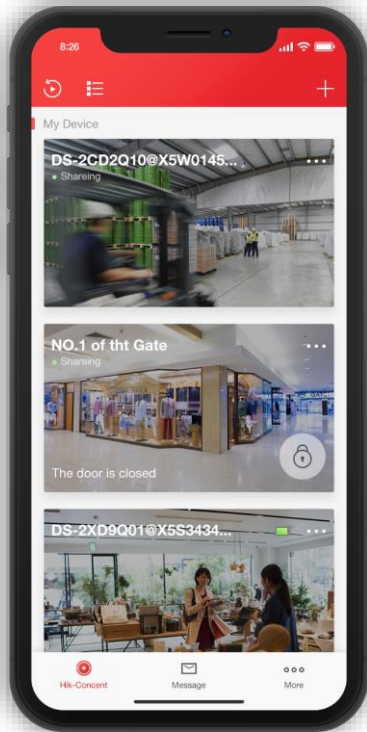 8:26
My Device
DS-2CD2Q10@X5W0145...
Shareing
NO.1 of tht Gate
Shareing
The door is closed
DS-2XD9Q01@X5S3434...
Hik-Concent
Message
More